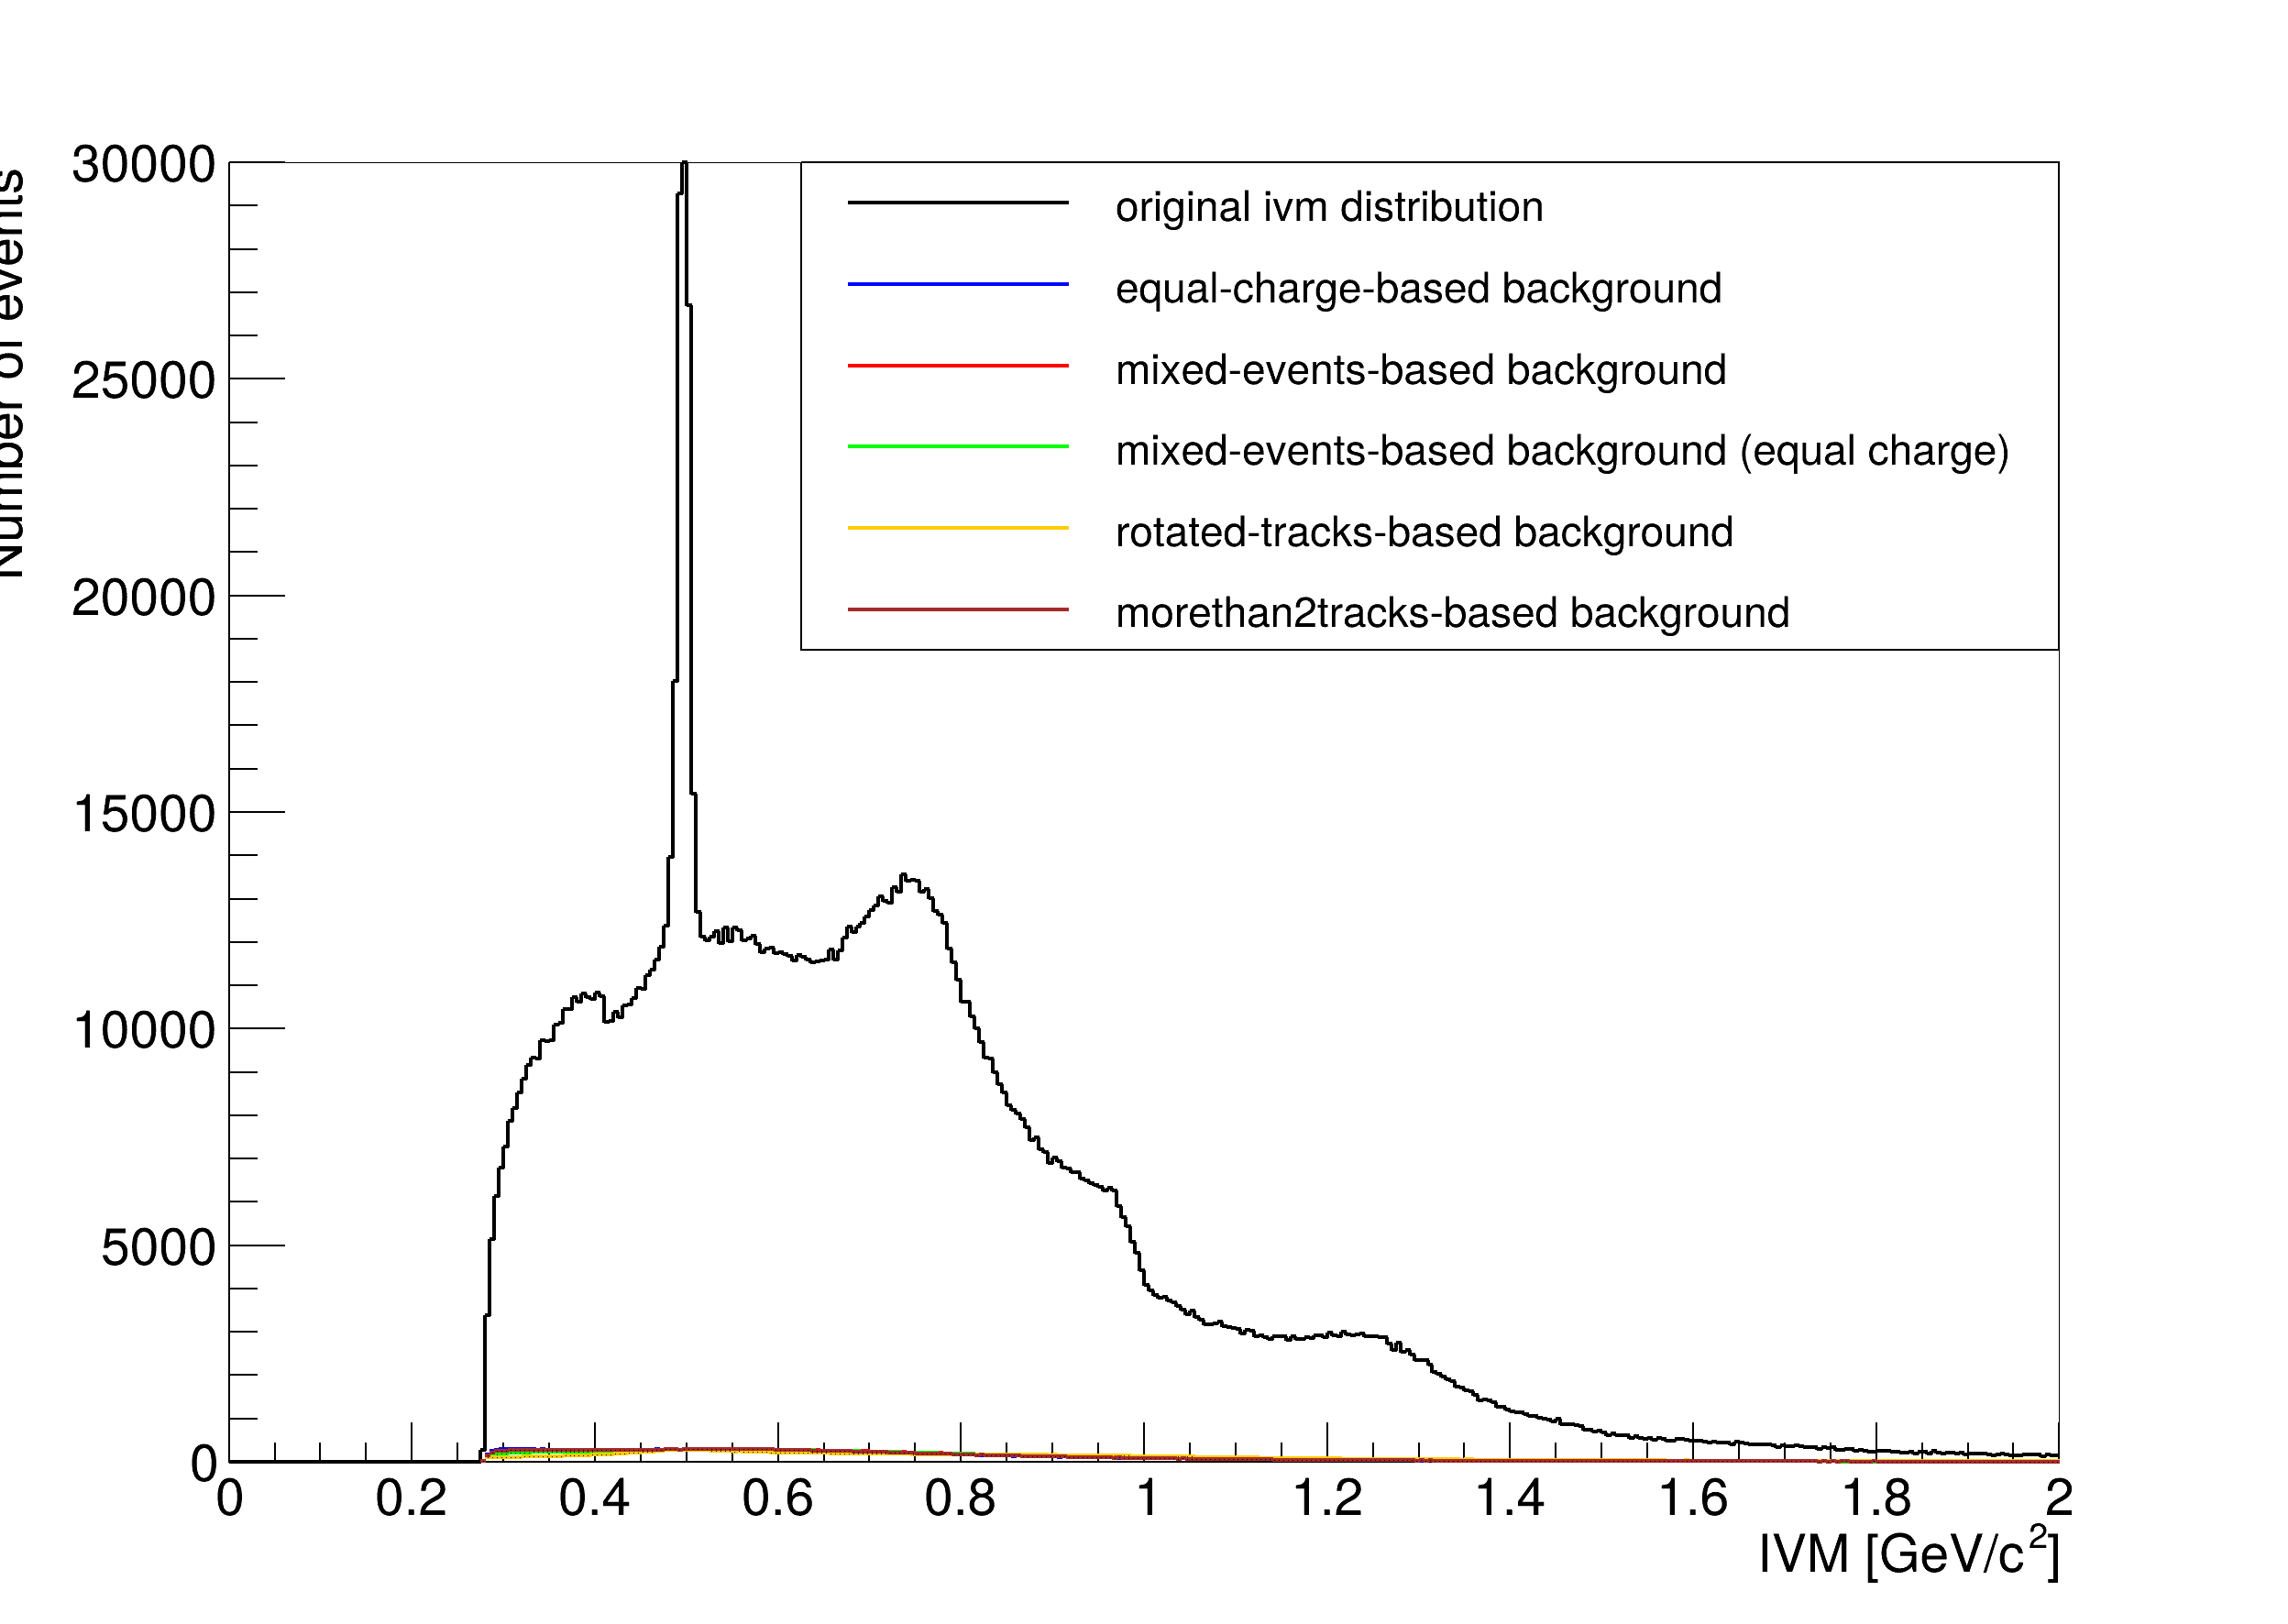 Number of events
30000
25000
20000
15000
10000
5000
0
original ivm distribution
equal-charge-based background
mixed-events-based background
mixed-events-based background (equal charge)
rotated-tracks-based background
morethan2tracks-based background
0 0.2 0.4 0.6 0.8 1 1.2 1.4 1.6 1.8 2
IVM [GeV/c²]